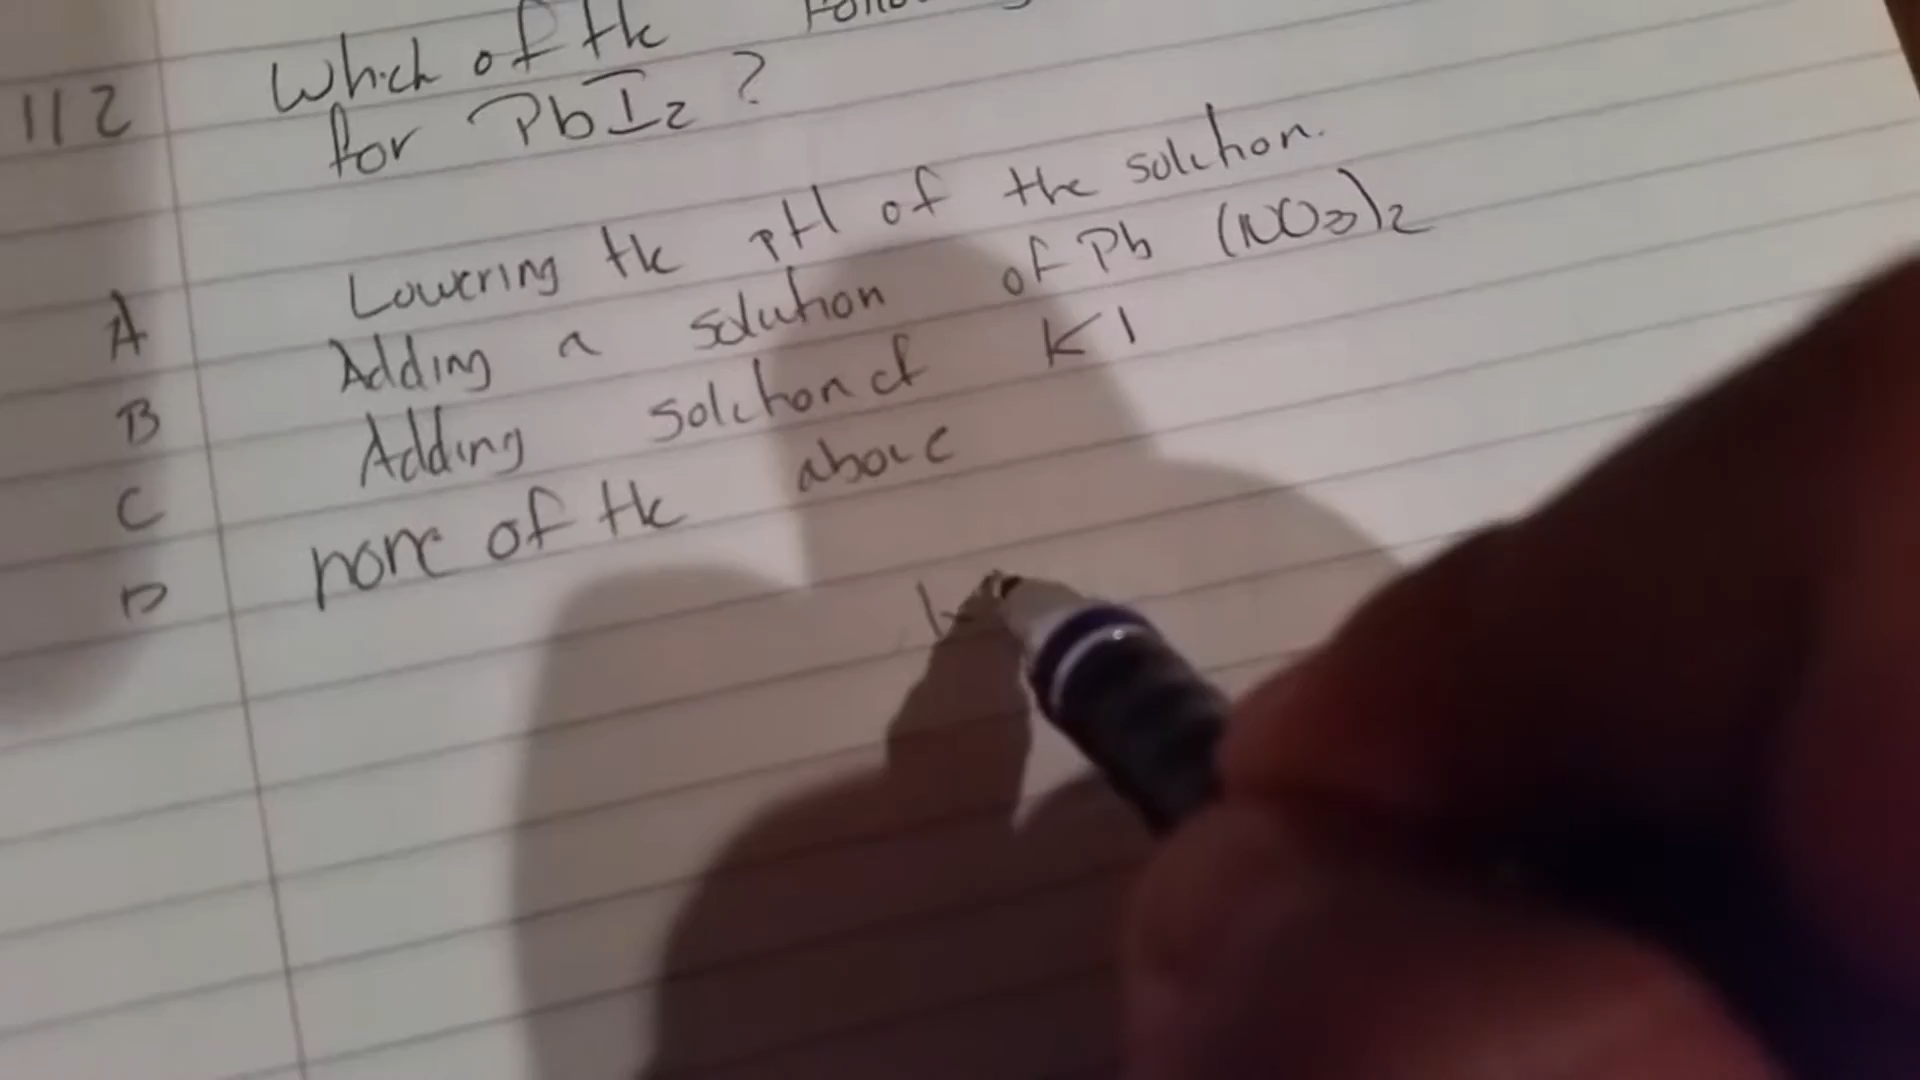 112 Which of the
for PbI2 ?
A Lowering the pH of the solution.
B Adding a solution of Pb (NO3)2
C Adding solution of KI
D none of the above
K